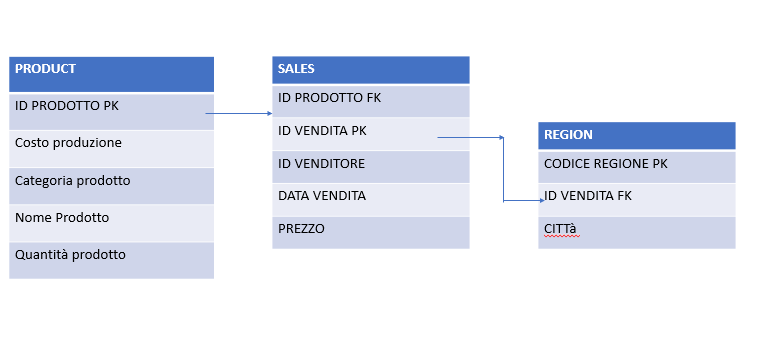 PRODUCT
ID PRODOTTO PK
Costo produzione
Categoria prodotto
Nome Prodotto
Quantità prodotto
SALES
ID PRODOTTO FK
ID VENDITA PK
ID VENDITORE
DATA VENDITA
PREZZO
REGION
CODICE REGIONE PK
ID VENDITA FK
CITTà